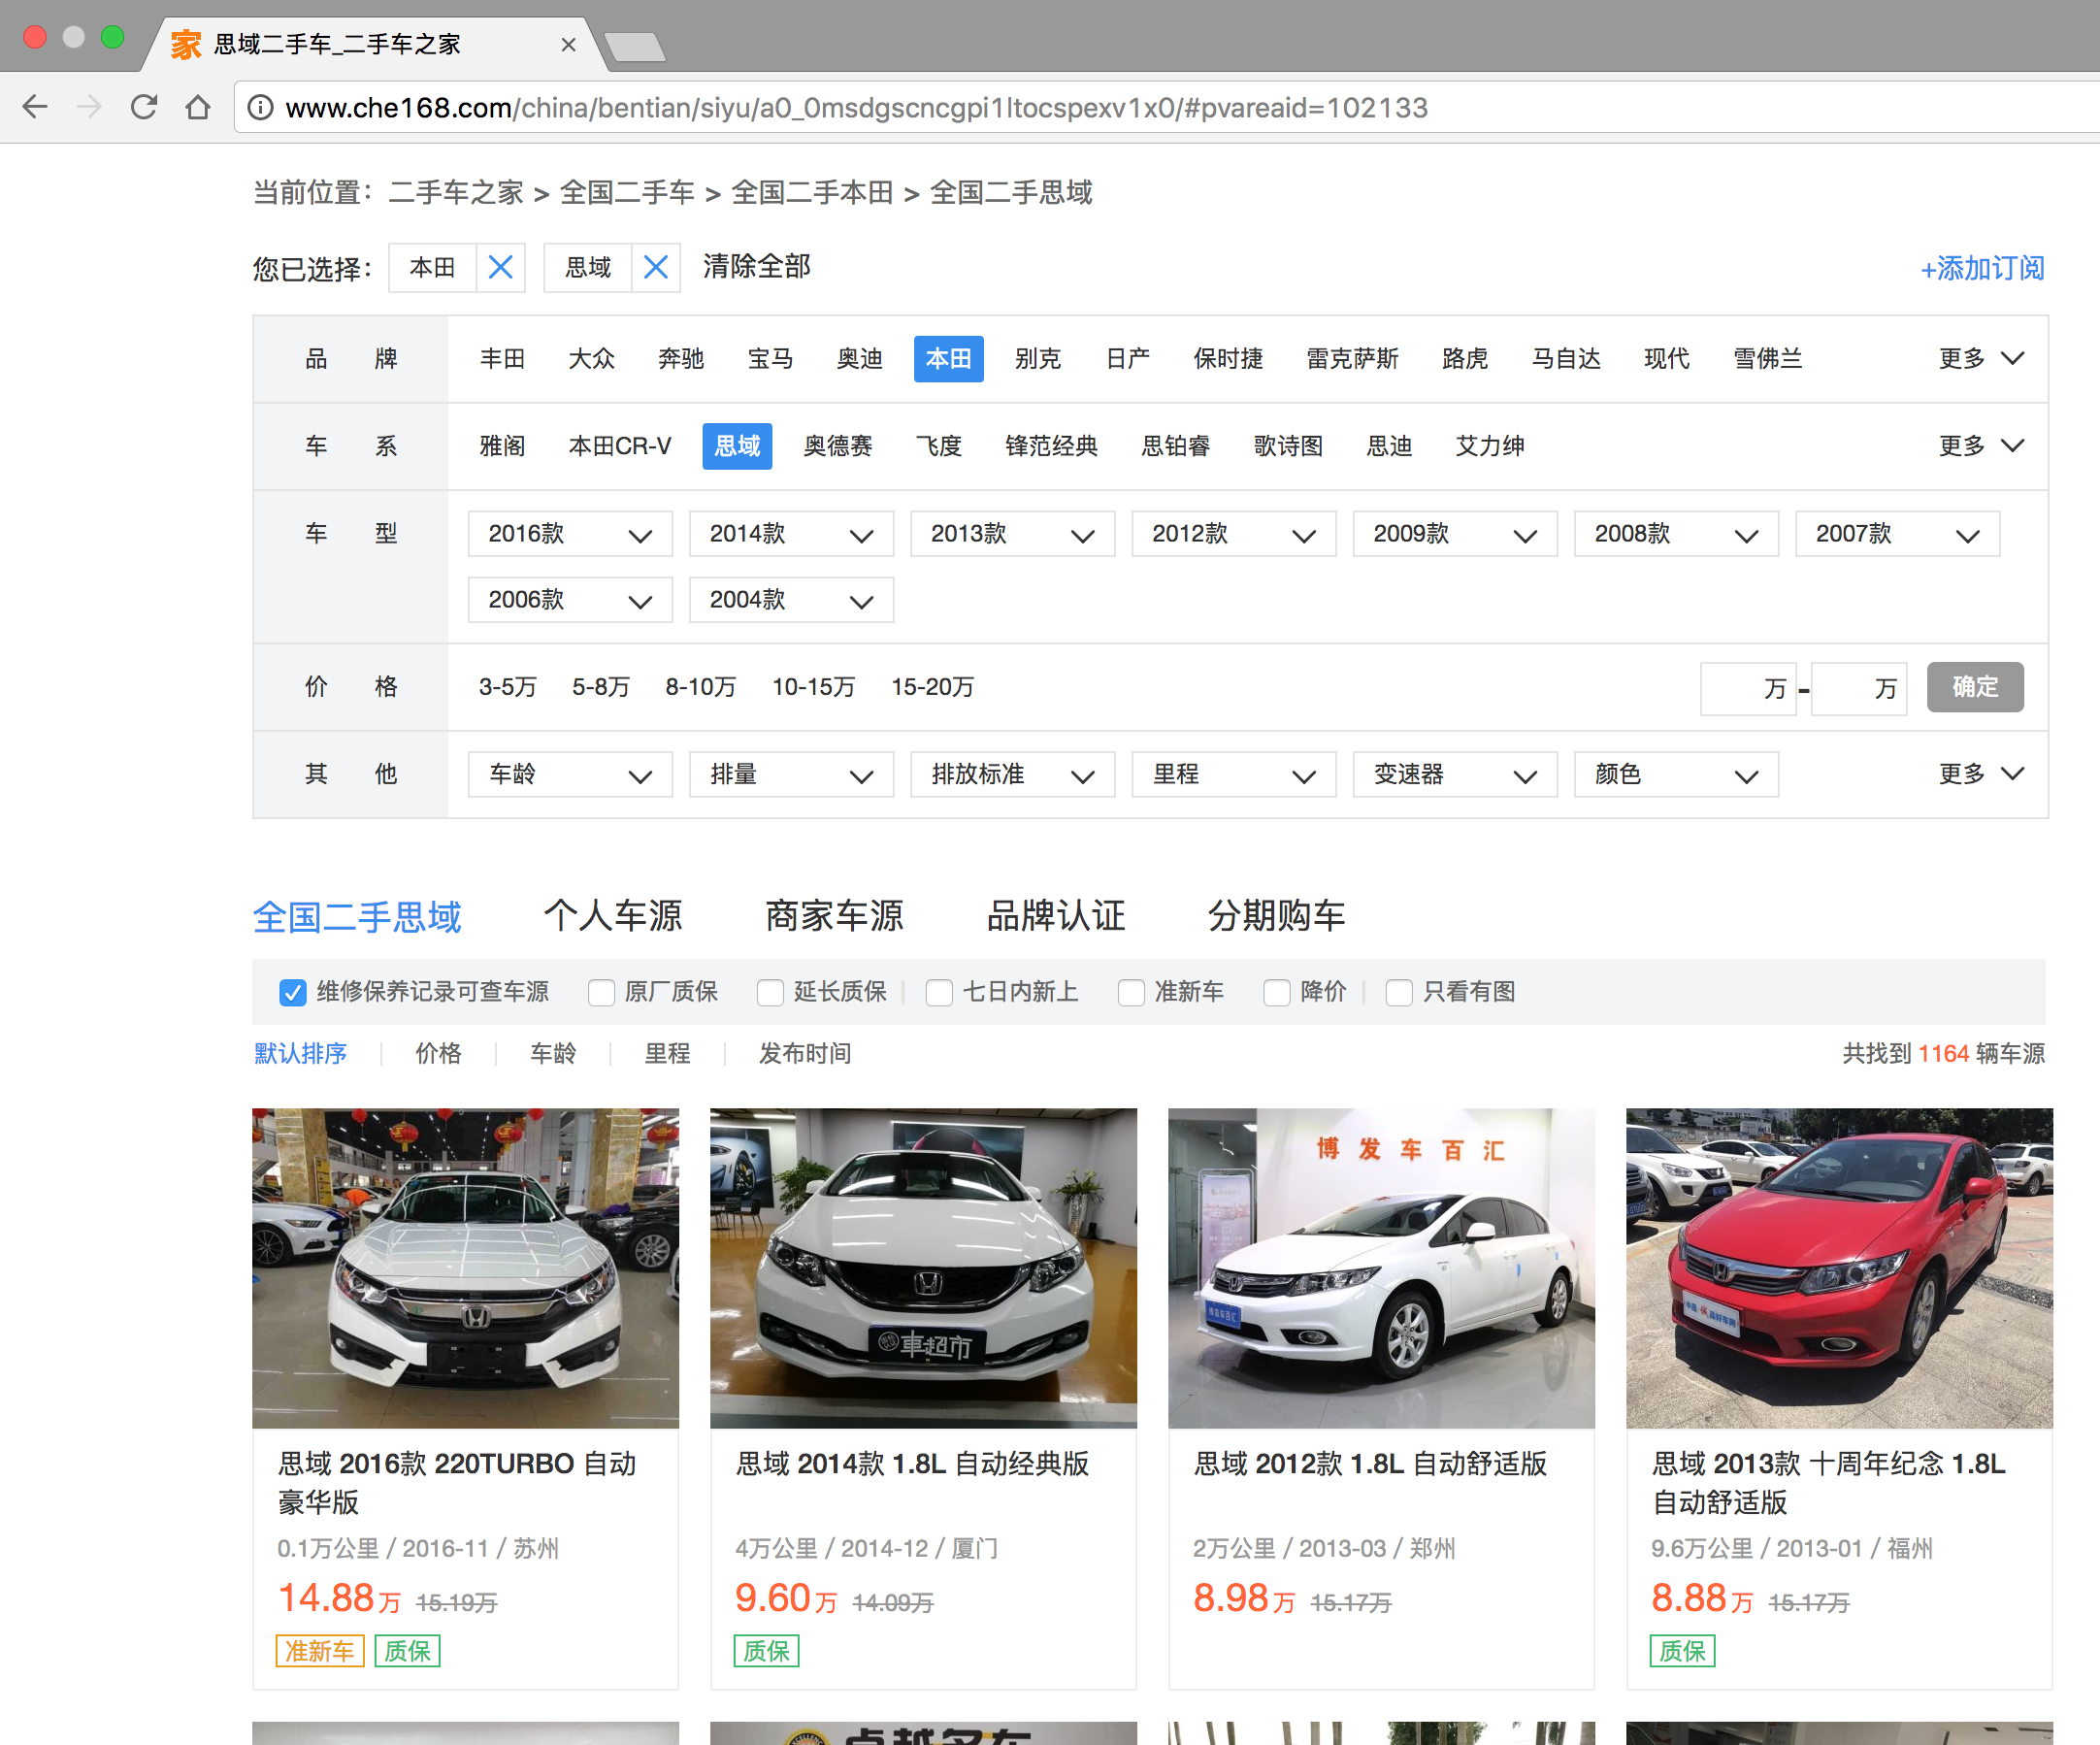 家 思域二手车_二手车之家
www.che168.com/china/bentian/siyu/a0_0msdgscncgpi1ltocspexv1x0/#pvareaid=102133
当前位置：二手车之家 > 全国二手车 > 全国二手本田 > 全国二手思域
您已选择： 本田 思域 清除全部 +添加订阅
品 牌 丰田 大众 奔驰 宝马 奥迪 本田 别克 日产 保时捷 雷克萨斯 路虎 马自达 现代 雪佛兰 更多
车 系 雅阁 本田CR-V 思域 奥德赛 飞度 锋范经典 思铂睿 歌诗图 思迪 艾力绅 更多
车 型 2016款 2014款 2013款 2012款 2009款 2008款 2007款
2006款 2004款
价 格 3-5万 5-8万 8-10万 10-15万 15-20万 万 - 万 确定
其 他 车龄 排量 排放标准 里程 变速器 颜色 更多
全国二手思域 个人车源 商家车源 品牌认证 分期购车
维修保养记录可查车源 原厂质保 延长质保 七日内新上 准新车 降价 只看有图
默认排序 价格 车龄 里程 发布时间 共找到 1164 辆车源
博发车百汇
車超市
博发车百汇
思域 2016款 220TURBO 自动
豪华版
0.1万公里 / 2016-11 / 苏州
14.88万 15.19万
准新车 质保
思域 2014款 1.8L 自动经典版
4万公里 / 2014-12 / 厦门
9.60万 14.09万
质保
思域 2012款 1.8L 自动舒适版
2万公里 / 2013-03 / 郑州
8.98万 15.17万
思域 2013款 十周年纪念 1.8L
自动舒适版
9.6万公里 / 2013-01 / 福州
8.88万 15.17万
质保